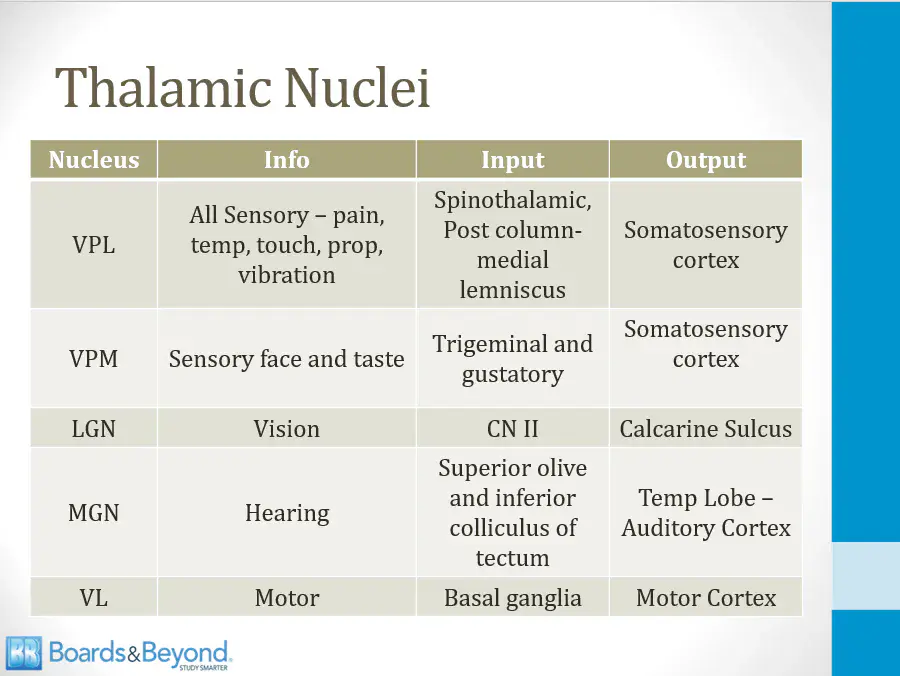 Thalamic Nuclei
Nucleus Info Input Output
VPL
All Sensory – pain,
temp, touch, prop,
vibration
Spinothalamic,
Post column-
medial
lemniscus
Somatosensory
cortex
VPM
Sensory face and taste
Trigeminal and
gustatory
Somatosensory
cortex
LGN
Vision
CN II
Calcarine Sulcus
MGN
Hearing
Superior olive
and inferior
colliculus of
tectum
Temp Lobe –
Auditory Cortex
VL
Motor
Basal ganglia
Motor Cortex
BB Boards&Beyond.
STUDY SMARTER